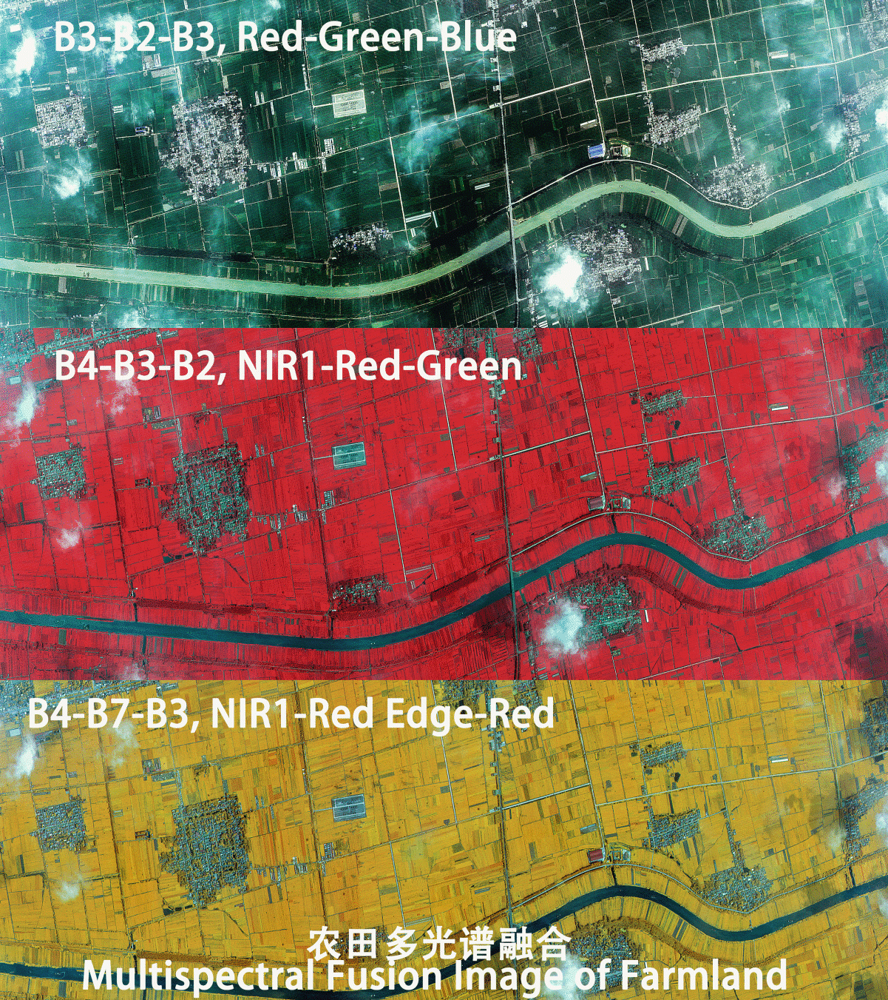 B3-B2-B3, Red-Green-Blue
B4-B3-B2, NIR1-Red-Green
B4-B7-B3, NIR1-Red Edge-Red
农田多光谱融合
Multispectral Fusion Image of Farmland